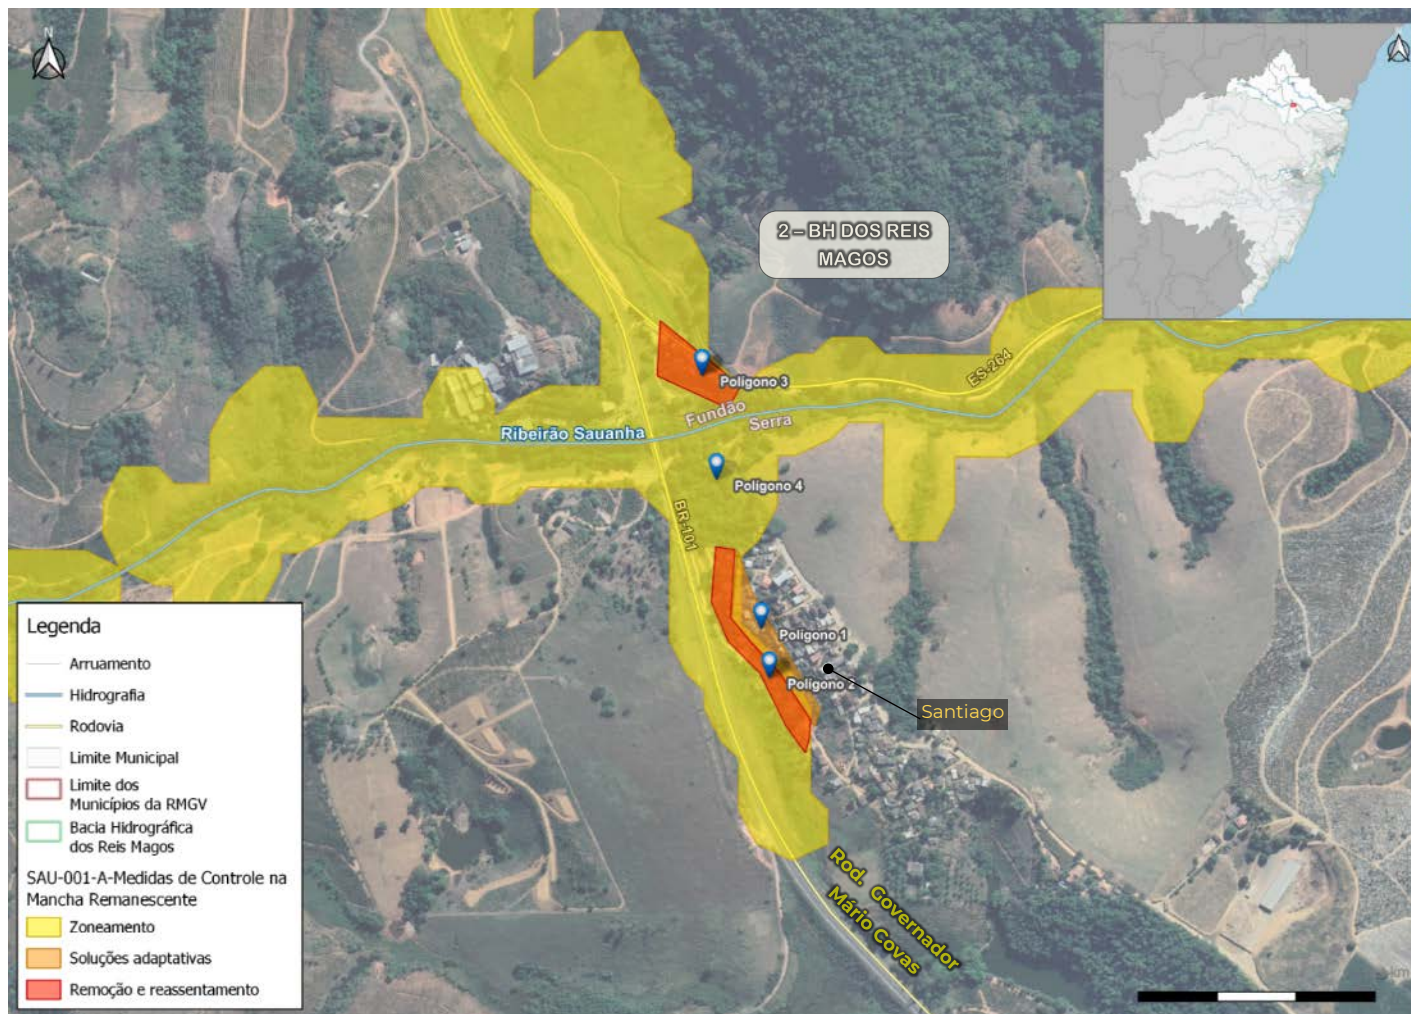 N
2 – BH DOS REIS
MAGOS
Polígono 3
ES-264
Fundão
Serra
Ribeirão Sauanha
Polígono 4
BR-101
Polígono 1
Polígono 2
Santiago
Rod. Governador
Mário Covas
Legenda
Arruamento
Hidrografia
Rodovia
Limite Municipal
Limite dos
Municípios da RMGV
Bacia Hidrográfica
dos Reis Magos
SAU-001-A-Medidas de Controle na
Mancha Remanescente
Zoneamento
Soluções adaptativas
Remoção e reassentamento
km